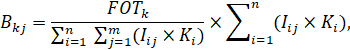 B_{kj} = \frac{FOT_k}{\sum_{i=1}^{n} \sum_{j=1}^{m} (I_{ij} \times K_i)} \times \sum_{i=1}^{n} (I_{ij} \times K_i),